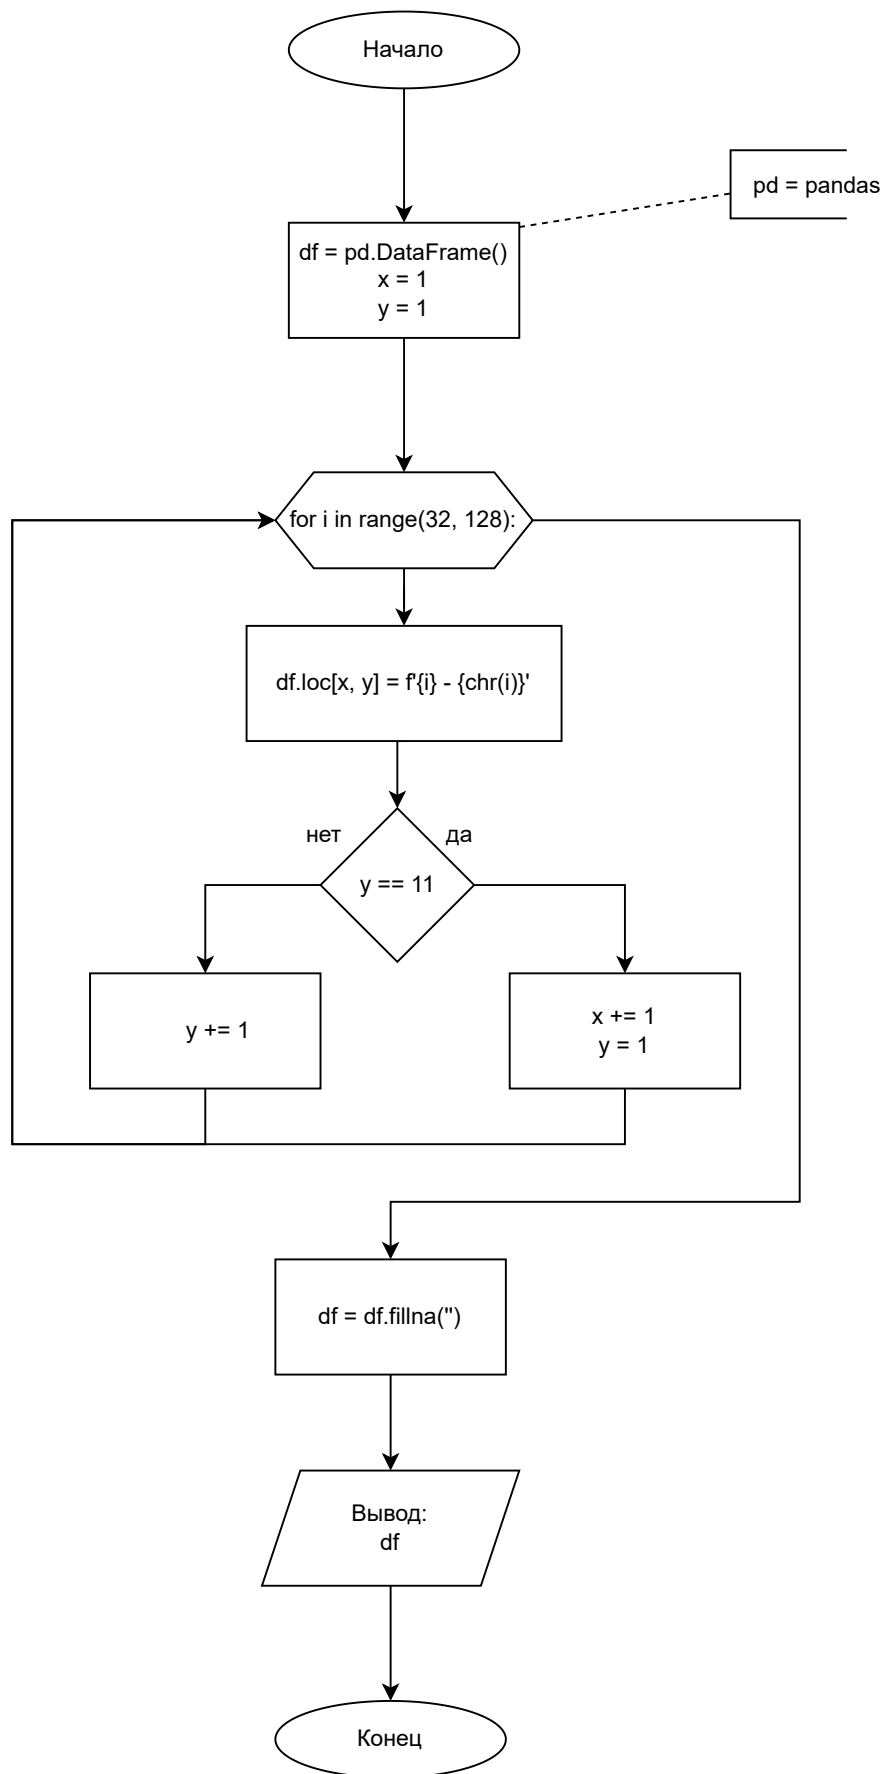 Начало
pd = pandas
df = pd.DataFrame()
x = 1
y = 1
for i in range(32, 128):
df.loc[x, y] = f'{i} - {chr(i)}'
нет
да
y == 11
y += 1
x += 1
y = 1
df = df.fillna('')
Вывод:
df
Конец